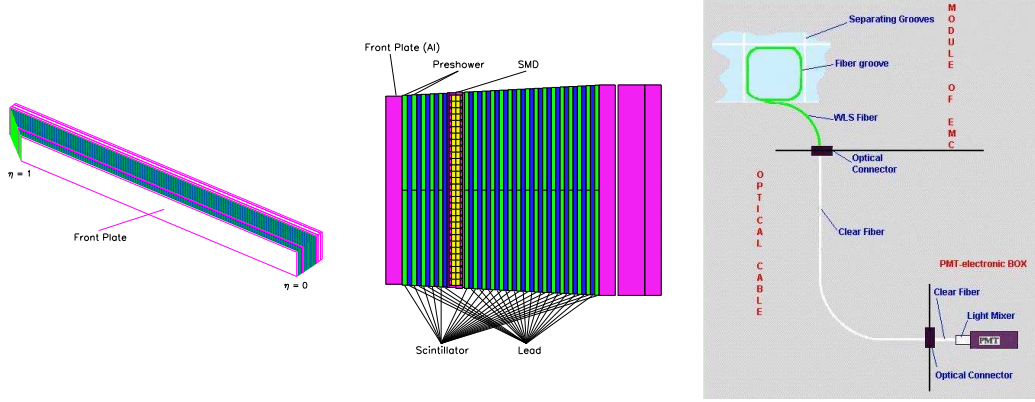 η = 1
Front Plate
η = 0
Front Plate (Al)
Preshower
SMD
Scintillator
Lead
Separating Grooves
Fiber groove
WLS Fiber
Optical
Connector
MODULE OF EMC
OPTICAL CABLE
Clear Fiber
PMT-electronic BOX
Clear Fiber
Light Mixer
PMT
Optical Connector